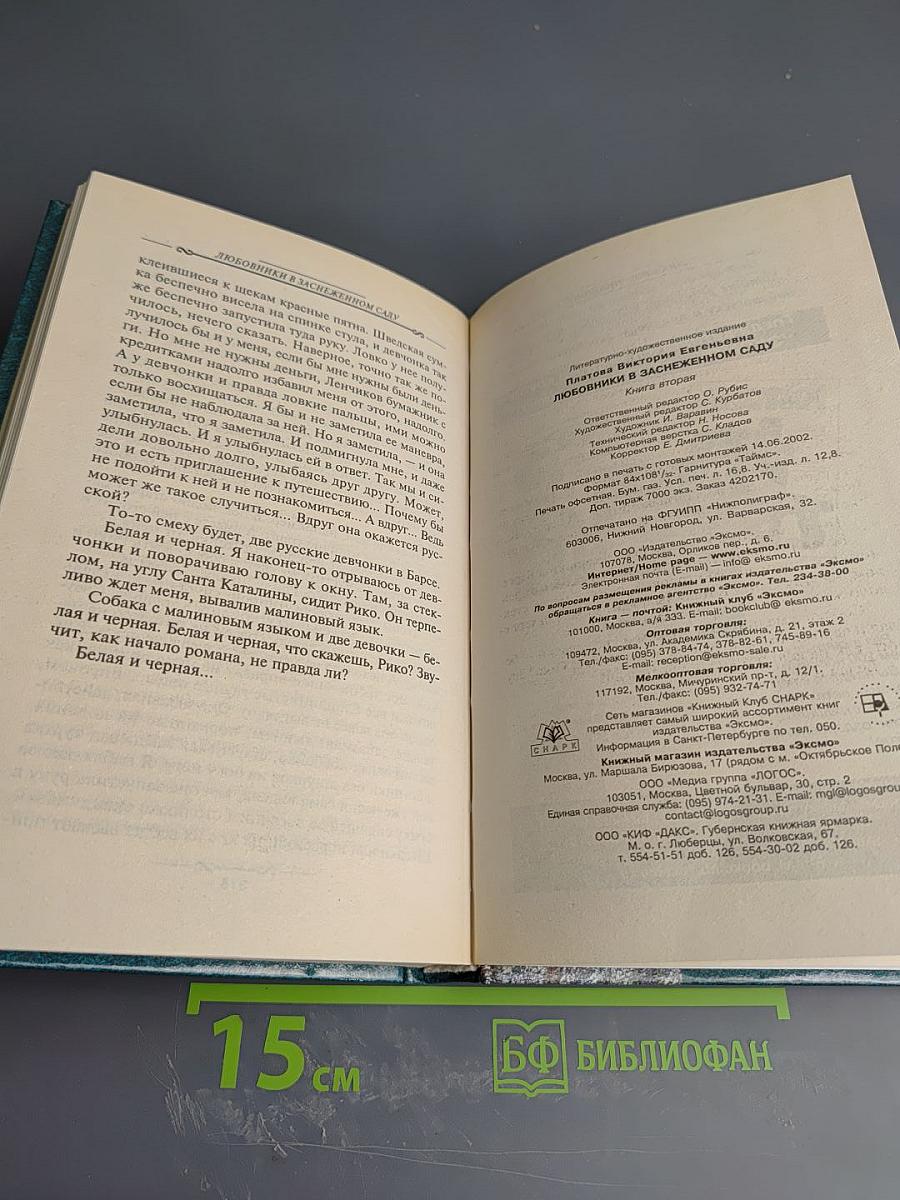 ЛЮБОВНИКИ В ЗАСНЕЖЕННОМ САДУ
клеившиеся к щекам красные пятна. Шведская сум-
ка беспечно висела на спинке стула, и девчонка так
же беспечно запустила туда руку. Ловко у нее полу-
чилось, нечего сказать. Наверное, точно так же по-
лучилось бы и у меня, если бы мне нужны были день-
ги. Но мне не нужны деньги, Ленчиков бумажник с
кредитками надолго избавил меня от этого, надолго.
А у девчонки и правда ловкие пальцы, ими можно
только восхищаться. Я бы и не заметила ее маневра,
если бы не наблюдала за ней. Но я заметила, — и она
заметила, что я заметила. И подмигнула мне, и даже
улыбнулась. И я улыбнулась ей в ответ. Так мы и си-
дели довольно долго, улыбаясь друг другу. Может,
это и есть приглашение к путешествию... Почему бы
не подойти к ней и не познакомиться... А вдруг... Ведь
может же такое случиться... Вдруг она окажется рус-
ской?
То-то смеху будет, две русские девчонки в Барсе.
Белая и черная. Я наконец-то отрываюсь от дев-
чонки и поворачиваю голову к окну. Там, за стек-
лом, на углу Санта Каталины, сидит Рико. Он терпе-
ливо ждет меня, вывалив малиновый язык.
Собака с малиновым языком и две девочки — бе-
лая и черная. Белая и черная, что скажешь, Рико? Зву-
чит, как начало романа, не правда ли?
Белая и черная...
Литературно-художественное издание
Платова Виктория Евгеньевна
ЛЮБОВНИКИ В ЗАСНЕЖЕННОМ САДУ
Книга вторая
Ответственный редактор О. Рубис
Художественный редактор С. Курбатов
Художник И. Варавин
Технический редактор Н. Носова
Компьютерная верстка С. Кладов
Корректор Е. Дмитриева
Подписано в печать с готовых монтажей 14.06.2002.
Формат 84x108 1/32. Гарнитура «Таймс».
Печать офсетная. Бум. газ. Усл. печ. л. 16,8. Уч.-изд. л. 12,8.
Доп. тираж 7000 экз. Заказ 4202170.
Отпечатано на ФГУИПП «Нижполиграф».
603006, Нижний Новгород, ул. Варварская, 32.
ООО «Издательство «Эксмо».
107078, Москва, Орликов пер., д. 6.
Интернет/Home page — www.eksmo.ru
Электронная почта (E-mail) — info@ eksmo.ru
По вопросам размещения рекламы в книгах издательства «Эксмо»
обращаться в рекламное агентство «Эксмо». Тел. 234-38-00
Книга — почтой: Книжный клуб «Эксмо»
101000, Москва, а/я 333. E-mail: bookclub@ eksmo.ru
Оптовая торговля:
109472, Москва, ул. Академика Скрябина, д. 21, этаж 2
Тел./факс: (095) 378-84-74, 378-82-61, 745-89-16
E-mail: reception@eksmo-sale.ru
Мелкооптовая торговля:
117192, Москва, Мичуринский пр-т, д. 12/1.
Тел./факс: (095) 932-74-71
СНАРК
Сеть магазинов «Книжный Клуб СНАРК»
представляет самый широкий ассортимент книг
издательства «Эксмо».
Информация в Санкт-Петербурге по тел. 050.
Книжный магазин издательства «Эксмо»
Москва, ул. Маршала Бирюзова, 17 (рядом с м. «Октябрьское Поле
ООО «Медиа группа «ЛОГОС».
103051, Москва, Цветной бульвар, 30, стр. 2
Единая справочная служба: (095) 974-21-31. E-mail: mgl@logosgrou
contact@logosgroup.ru
ООО «КИФ «ДАКС». Губернская книжная ярмарка.
М. о. г. Люберцы, ул. Волковская, 67.
т. 554-51-51 доб. 126, 554-30-02 доб. 126.
15 см
БФ БИБЛИОФАН